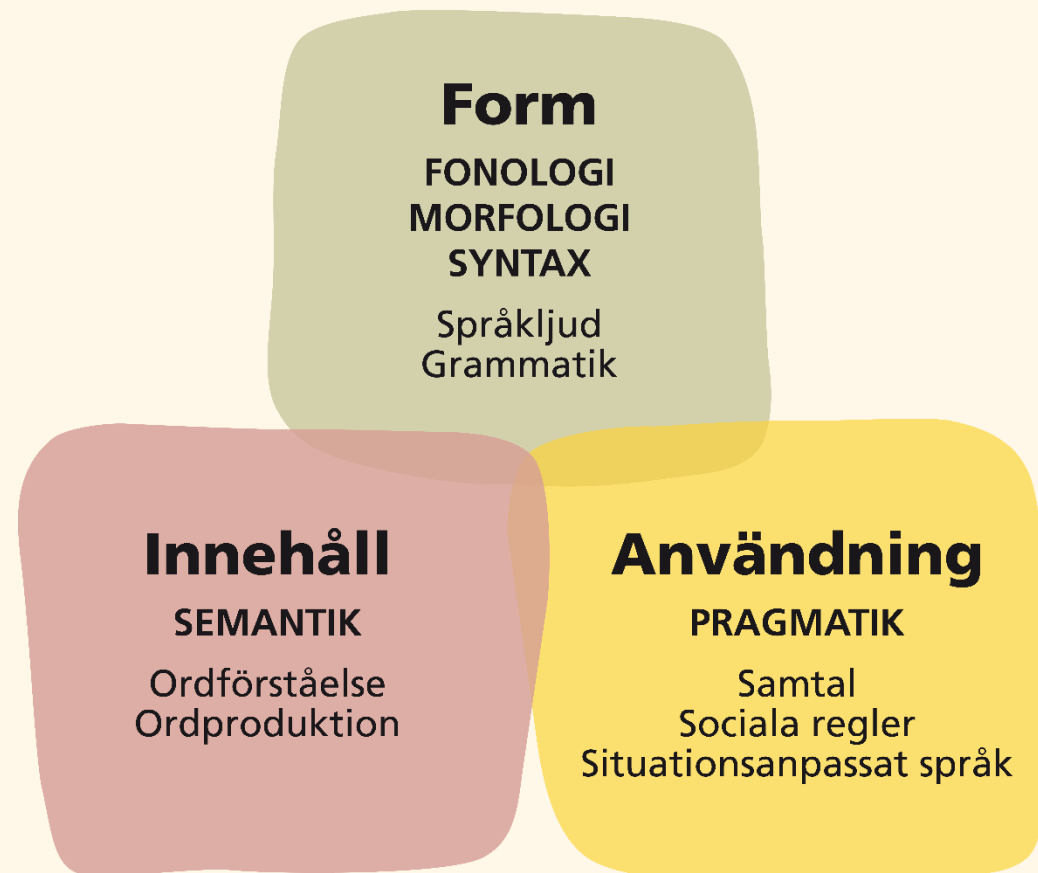 Form
FONOLOGI
MORFOLOGI
SYNTAX
Språkljud
Grammatik
Innehåll
SEMANTIK
Ordförståelse
Ordproduktion
Användning
PRAGMATIK
Samtal
Sociala regler
Situationsanpassat språk